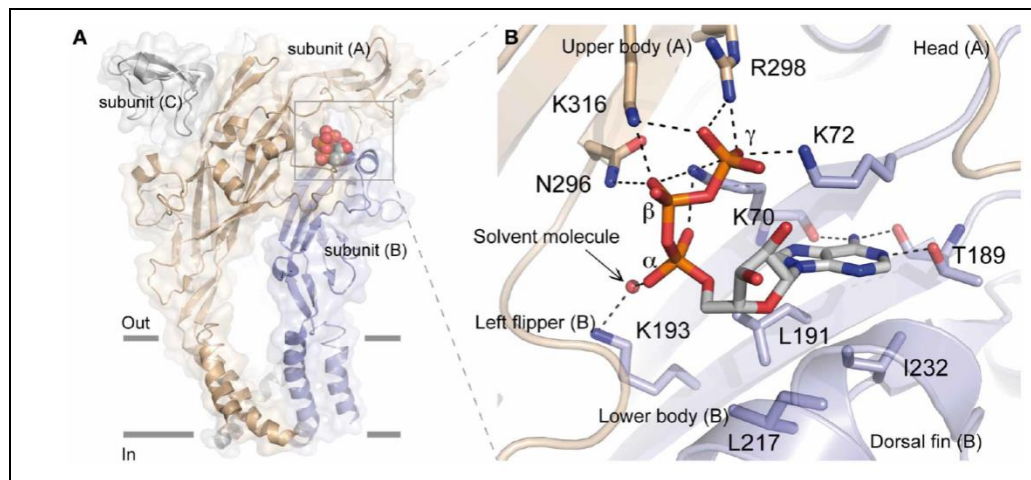 A
subunit (A)
subunit (C)
subunit (B)
Out
In
B
Upper body (A)
R298
Head (A)
K316
γ
K72
N296
β
K70
Solvent molecule
α
T189
Left flipper (B)
K193
L191
I232
Lower body (B)
L217
Dorsal fin (B)